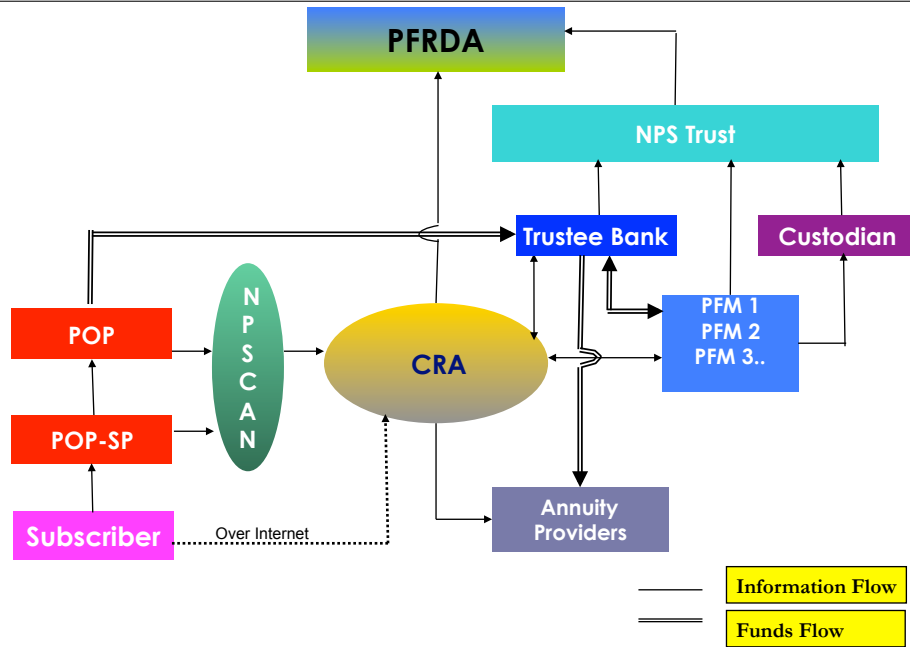 PFRDA
NPS Trust
Trustee Bank
Custodian
N
P
S
C
A
N
PFM 1
PFM 2
PFM 3..
POP
CRA
POP-SP
Annuity
Providers
Subscriber
Over Internet
Information Flow
Funds Flow